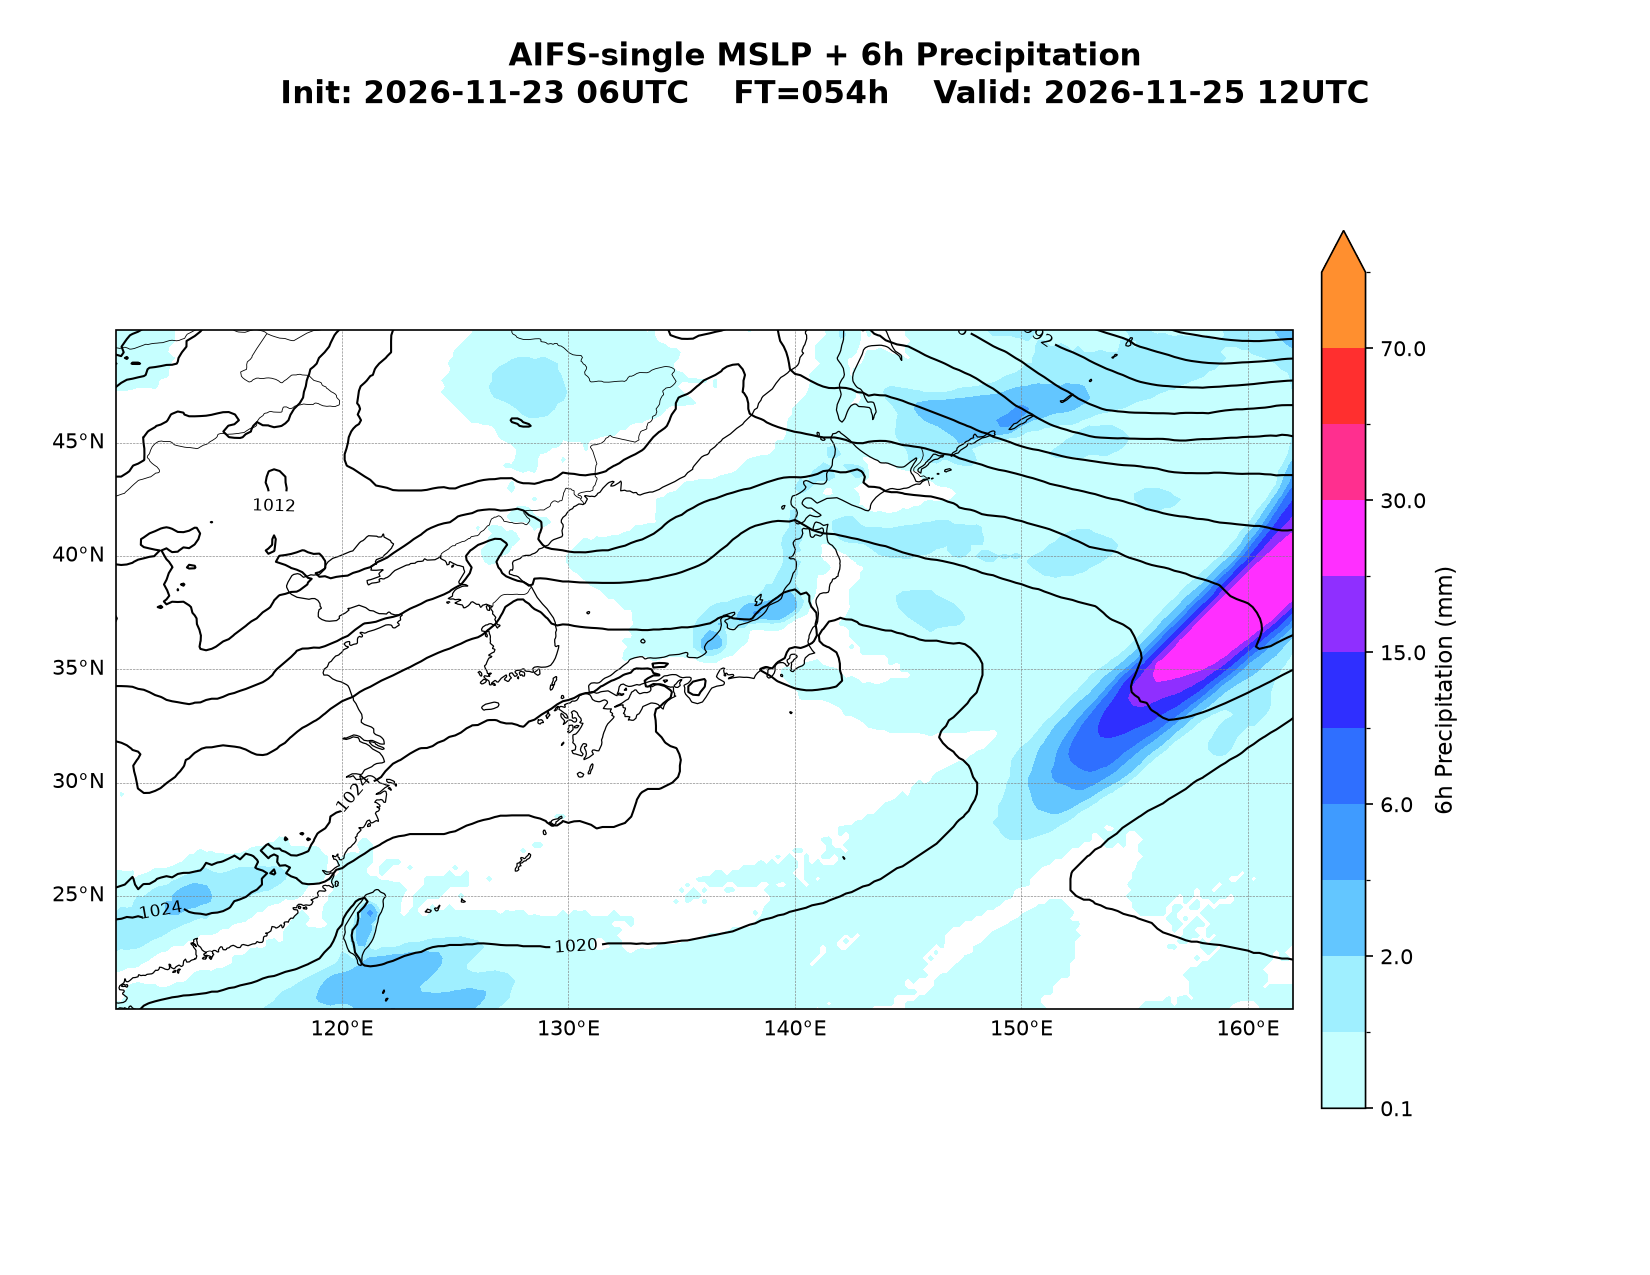 AIFS-single MSLP + 6h Precipitation
Init: 2026-11-23 06UTC    FT=054h    Valid: 2026-11-25 12UTC
45°N
40°N
35°N
30°N
25°N
120°E
130°E
140°E
150°E
160°E
1012
1024
1024
1020
70.0
30.0
15.0
6.0
2.0
0.1
6h Precipitation (mm)